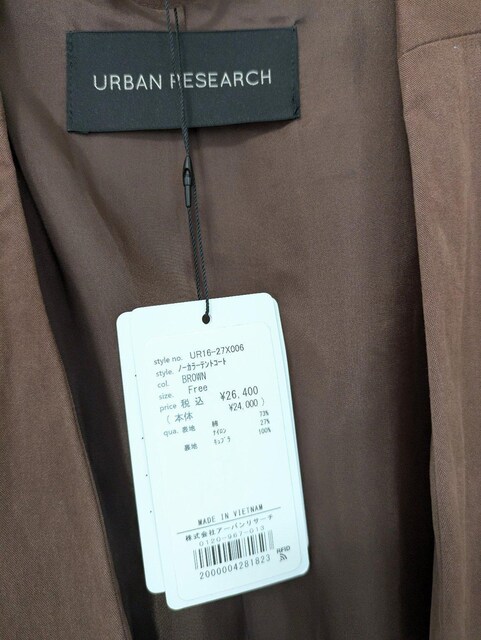 URBAN RESEARCH
style no. UR16-27X006
style. ノーカラーテントコート
col. BROWN
size. Free
price 税込 ¥26,400
(本体 ¥24,000)
qua. 表地 綿 73%
ナイロン 27%
裏地 キュプラ 100%
MADE IN VIETNAM
株式会社アーバンリサーチ
0120-967-013
2000004281823
RFID